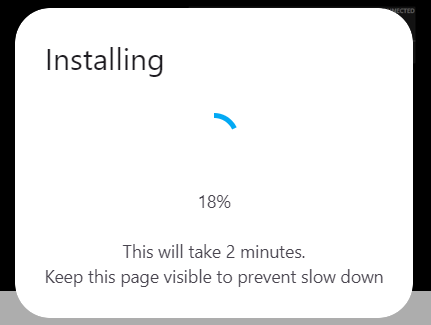 Installing
18%
This will take 2 minutes.
Keep this page visible to prevent slow down